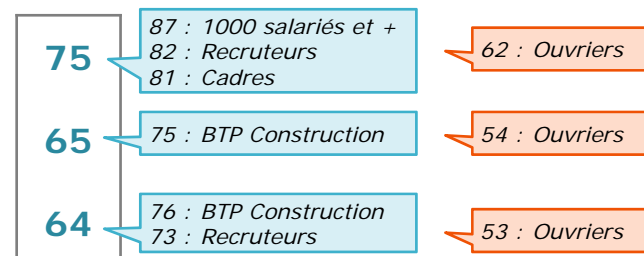 75
87 : 1000 salariés et +
82 : Recruteurs
81 : Cadres
62 : Ouvriers
65
75 : BTP Construction
54 : Ouvriers
64
76 : BTP Construction
73 : Recruteurs
53 : Ouvriers